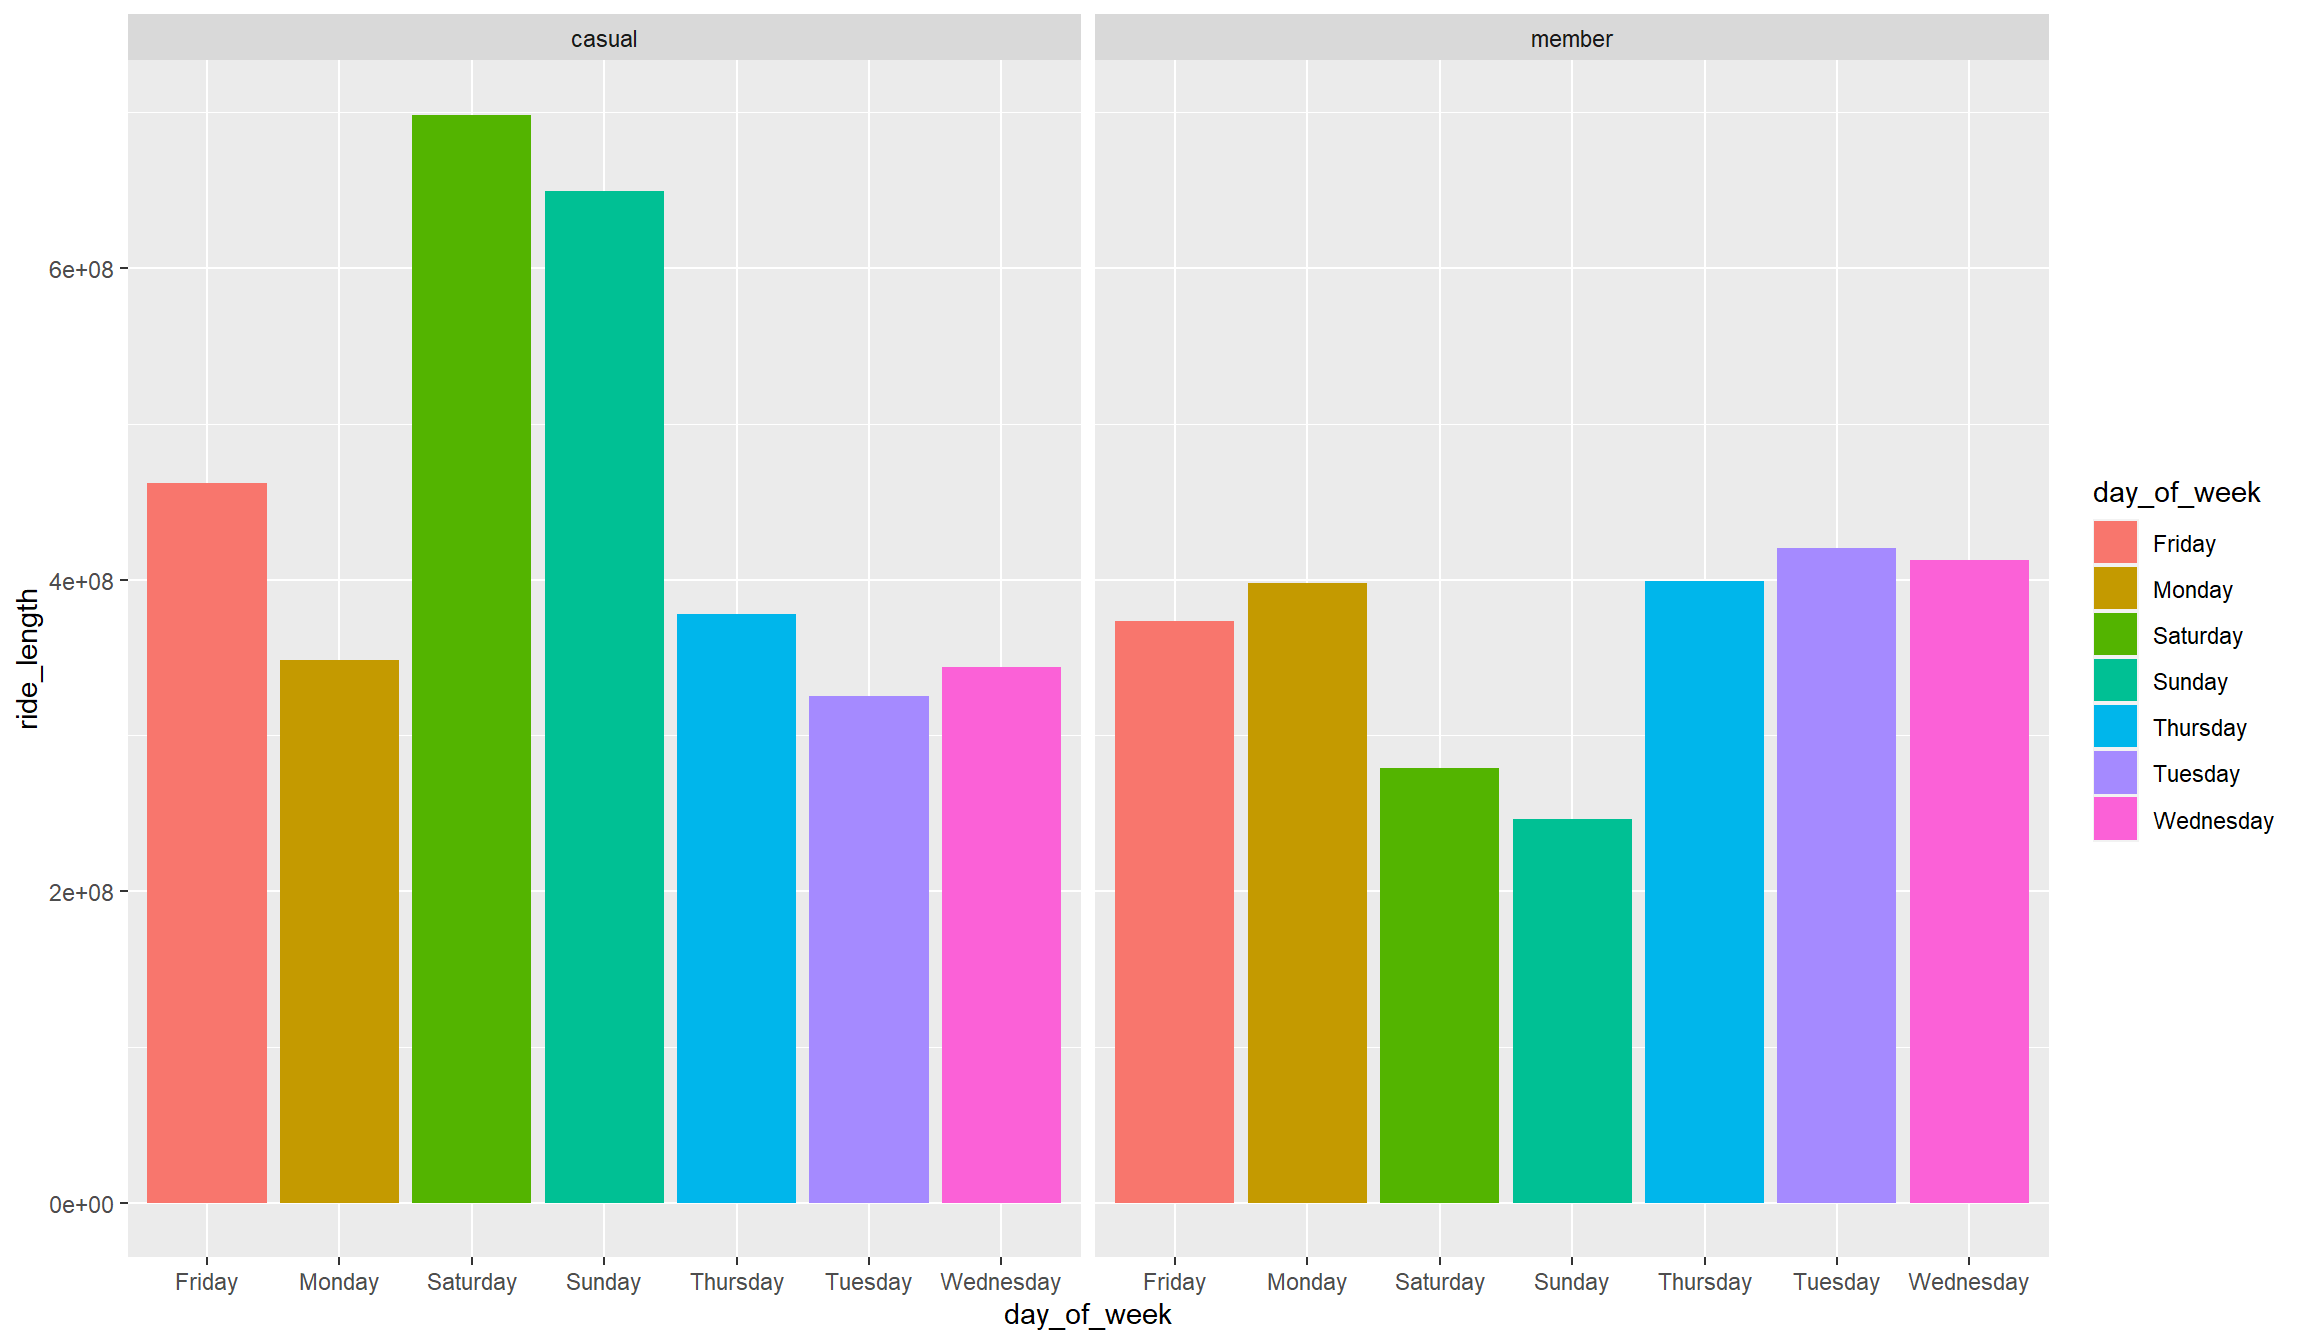 casual
member
6e+08
4e+08
2e+08
0e+00
ride_length
Friday Monday Saturday Sunday Thursday Tuesday Wednesday
Friday Monday Saturday Sunday Thursday Tuesday Wednesday
day_of_week
day_of_week
Friday
Monday
Saturday
Sunday
Thursday
Tuesday
Wednesday